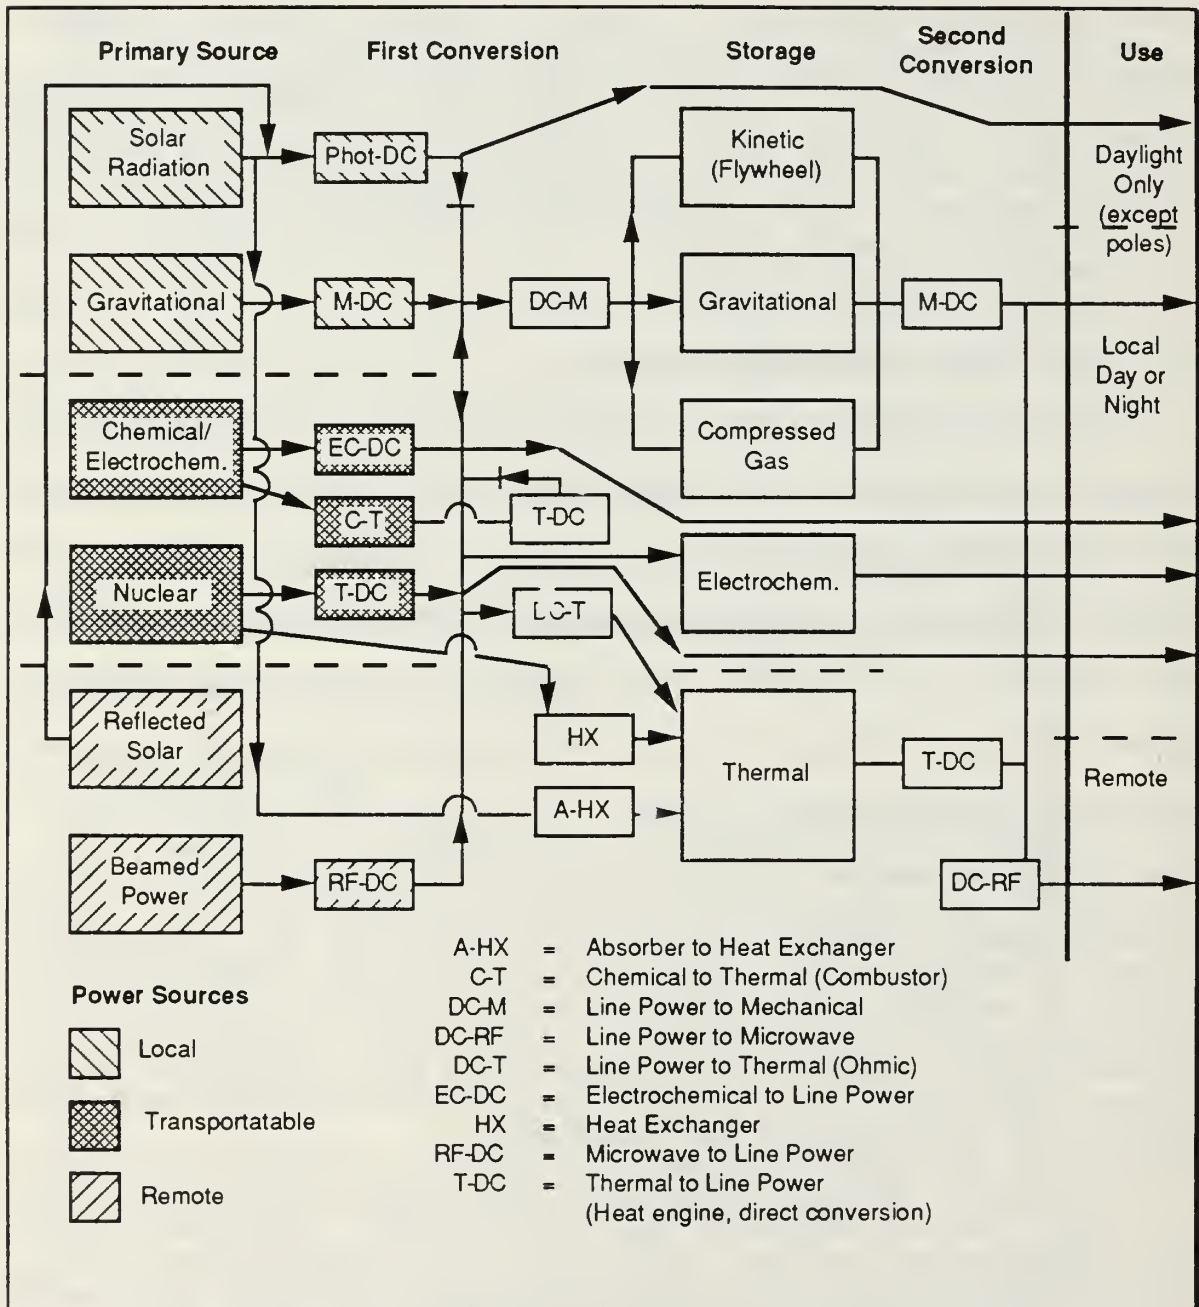 Primary Source
First Conversion
Storage
Second
Conversion
Use
Solar
Radiation
Phot-DC
Kinetic
(Flywheel)
Daylight
Only
(except
poles)
Gravitational
M-DC
DC-M
Gravitational
M-DC
Local
Day or
Night
Chemical/
Electrochem.
EC-DC
Compressed
Gas
C-T
T-DC
Nuclear
T-DC
Electrochem.
DC-T
Reflected
Solar
HX
Thermal
T-DC
Remote
A-HX
Beamed
Power
RF-DC
DC-RF
A-HX = Absorber to Heat Exchanger
C-T = Chemical to Thermal (Combustor)
DC-M = Line Power to Mechanical
DC-RF = Line Power to Microwave
DC-T = Line Power to Thermal (Ohmic)
EC-DC = Electrochemical to Line Power
HX = Heat Exchanger
RF-DC = Microwave to Line Power
T-DC = Thermal to Line Power
(Heat engine, direct conversion)
Power Sources
Local
Transportatable
Remote